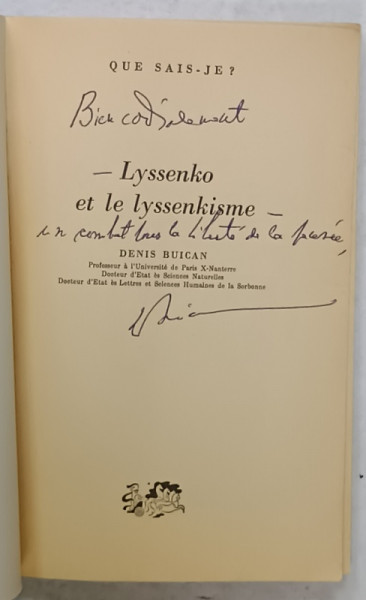 QUE SAIS-JE ?
Bien cordialement
— Lyssenko
et le lyssenkisme —
un combat pour la liberté de la pensée,
DENIS BUICAN
Professeur à l'Université de Paris X-Nanterre
Docteur d'Etat ès Sciences Naturelles
Docteur d'Etat ès Lettres et Sciences Humaines de la Sorbonne
D. Buican